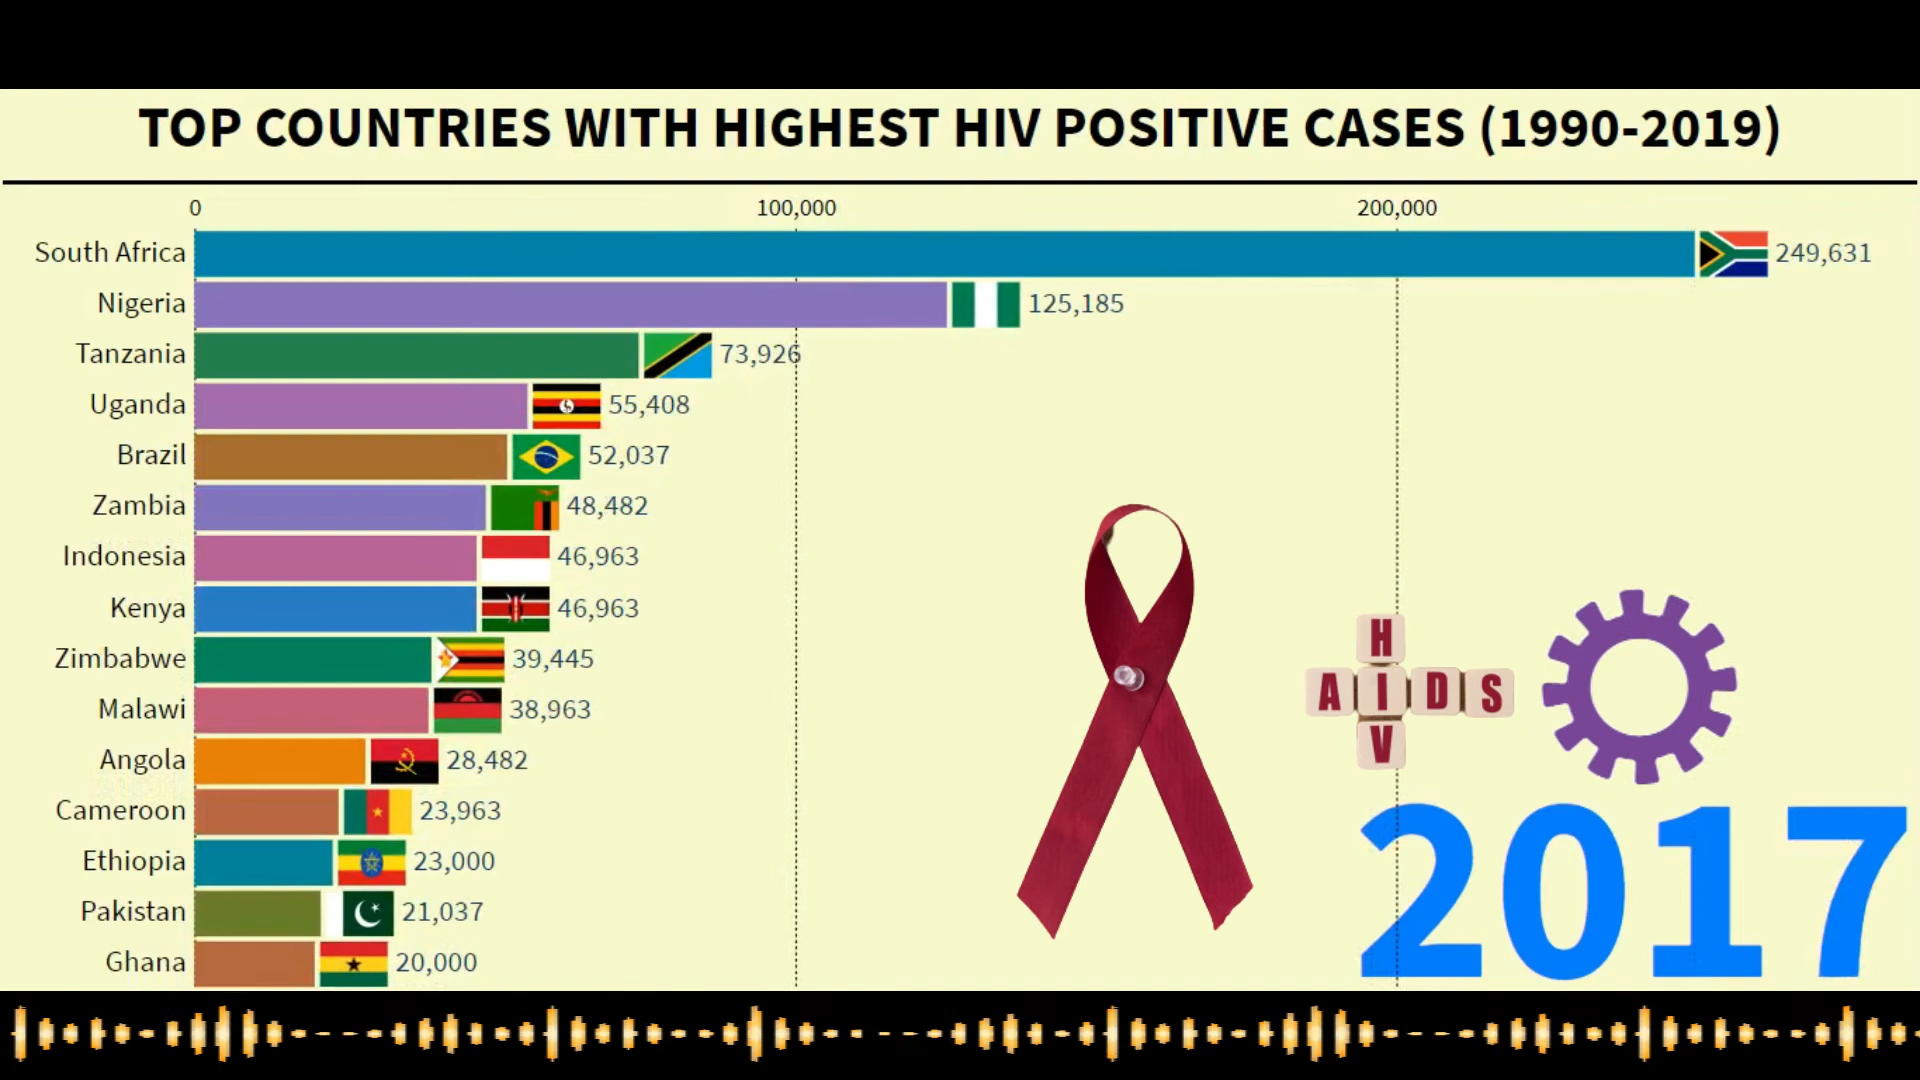 TOP COUNTRIES WITH HIGHEST HIV POSITIVE CASES (1990-2019)
0 100,000 200,000
South Africa 249,631
Nigeria 125,185
Tanzania 73,926
Uganda 55,408
Brazil 52,037
Zambia 48,482
Indonesia 46,963
Kenya 46,963
Zimbabwe 39,445
Malawi 38,963
Angola 28,482
Cameroon 23,963
Ethiopia 23,000
Pakistan 21,037
Ghana 20,000
H
AIDS
V
2017